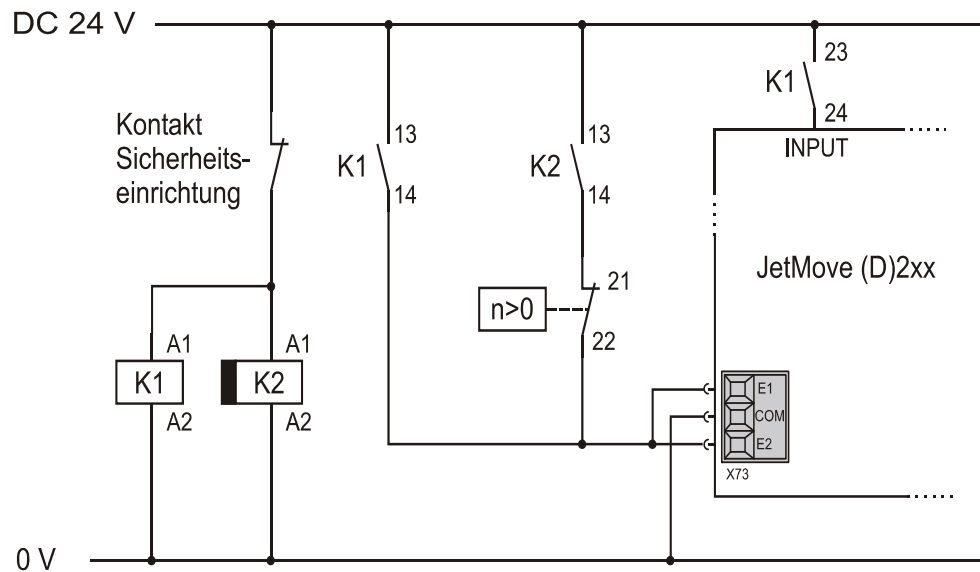 DC 24 V
23
K1
24
INPUT
Kontakt
Sicherheits-
einrichtung
13
K1
14
13
K2
14
JetMove (D)2xx
21
n>0
22
A1
K1
A2
A1
K2
A2
E1
COM
E2
X73
0 V